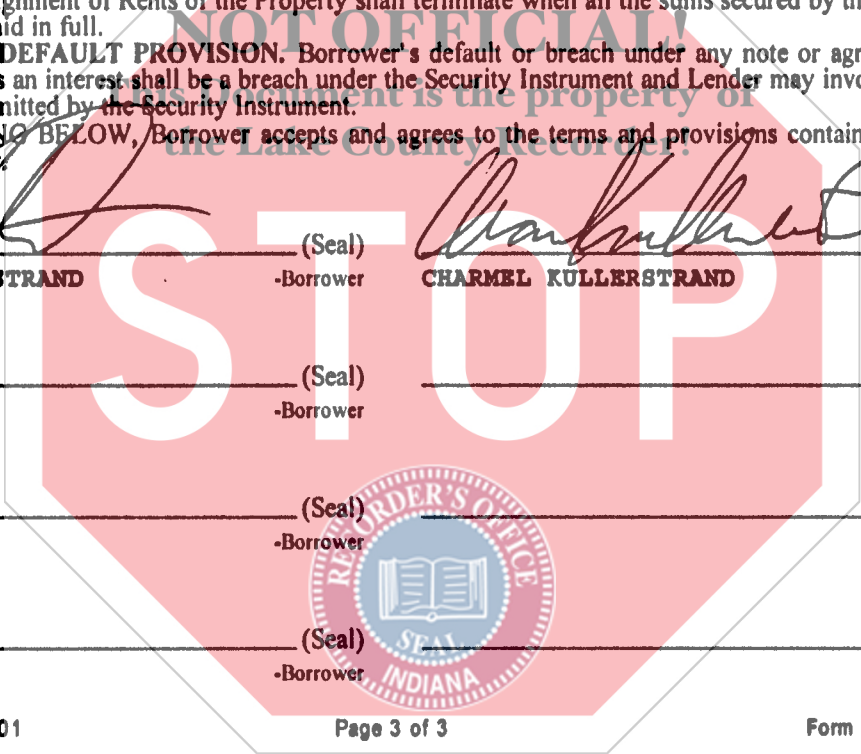 gnment of Rents of the Property shall terminate when all the sums secured by th
id in full.
NOT OFFICIAL!
DEFAULT PROVISION. Borrower's default or breach under any note or agr
s an interest shall be a breach under the Security Instrument and Lender may invo
This Document is the property of
mitted by the Security Instrument.
the Lake County Recorder!
NG BELOW, Borrower accepts and agrees to the terms and provisions contain
STOP
(Seal)
STRAND -Borrower CHARMEL KULLERSTRAND
(Seal)
-Borrower
(Seal)
-Borrower
RECORDER'S OFFICE
SEAL
INDIANA
(Seal)
-Borrower
01 Page 3 of 3 Form